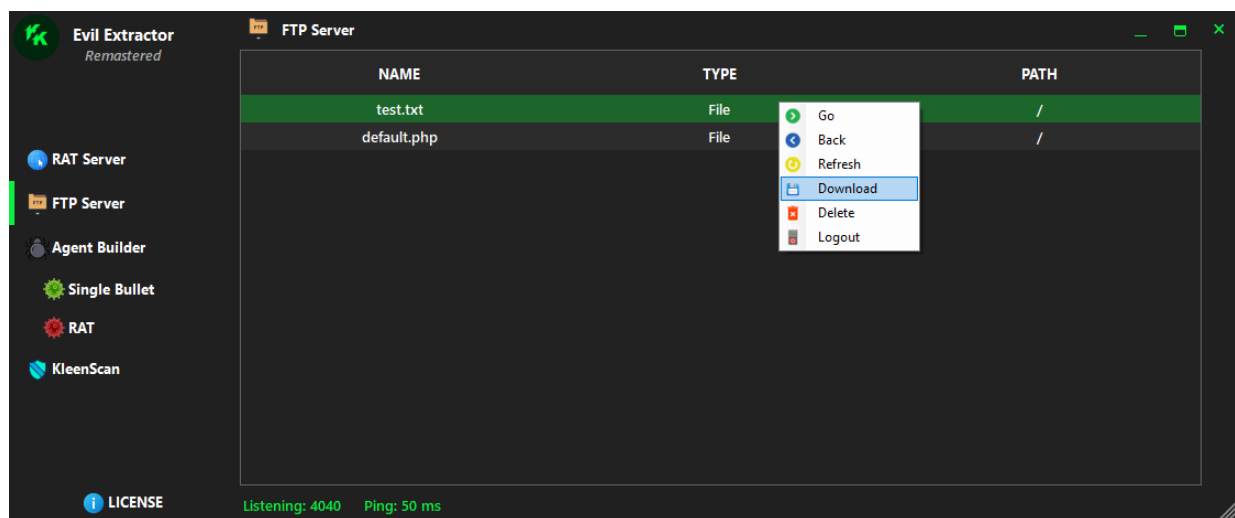 Evil Extractor
Remastered
RAT Server
FTP Server
Agent Builder
Single Bullet
RAT
KleenScan
LICENSE
FTP Server
NAME TYPE PATH
test.txt File /
default.php File /
Go
Back
Refresh
Download
Delete
Logout
Listening: 4040 Ping: 50 ms